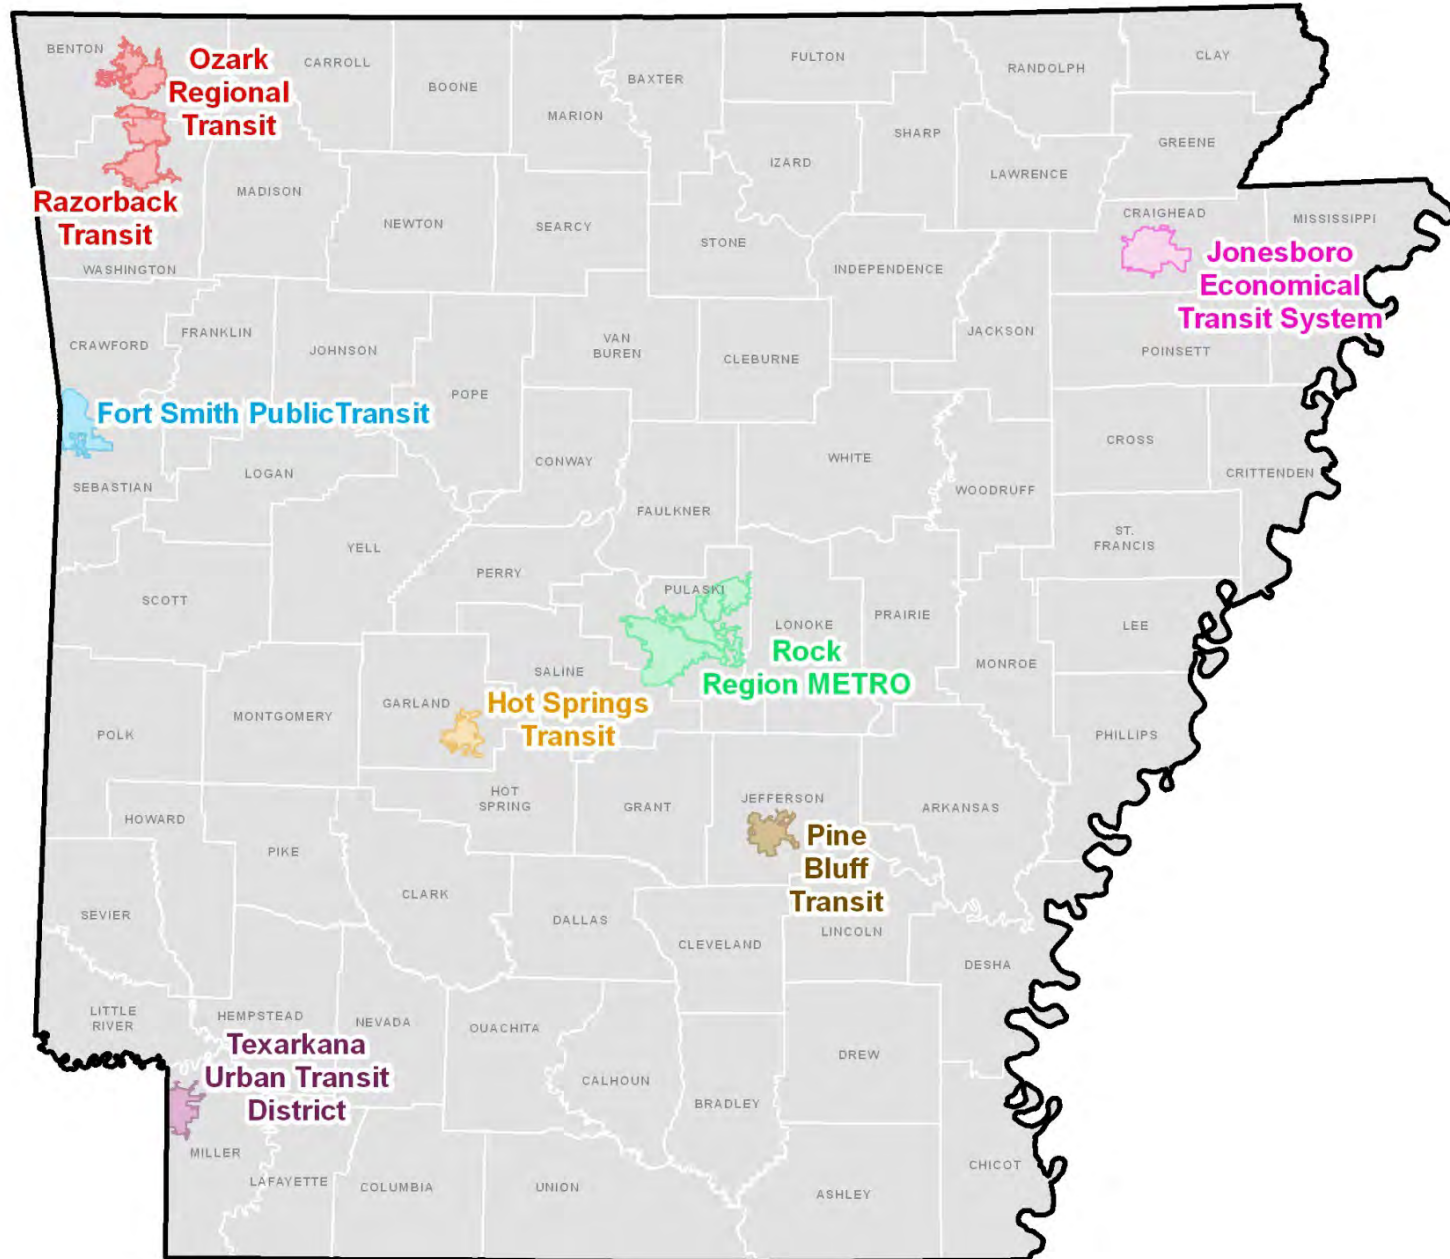 BENTON
CARROLL
BOONE
BAXTER
FULTON
RANDOLPH
CLAY
Ozark
Regional
Transit
MARION
SHARP
GREENE
IZARD
LAWRENCE
MADISON
Razorback
Transit
NEWTON
SEARCY
STONE
CRAIGHEAD
MISSISSIPPI
WASHINGTON
INDEPENDENCE
Jonesboro
Economical
Transit System
CRAWFORD
FRANKLIN
JOHNSON
VAN
BUREN
CLEBURNE
JACKSON
POINSETT
POPE
Fort Smith PublicTransit
CROSS
CONWAY
WHITE
LOGAN
SEBASTIAN
WOODRUFF
CRITTENDEN
FAULKNER
ST.
FRANCIS
YELL
PERRY
PULASKI
SCOTT
LONOKE
PRAIRIE
LEE
Rock
Region METRO
SALINE
MONROE
GARLAND
Hot Springs
Transit
MONTGOMERY
POLK
PHILLIPS
HOT
SPRING
GRANT
JEFFERSON
ARKANSAS
HOWARD
Pine
Bluff
Transit
PIKE
CLARK
SEVIER
DALLAS
LINCOLN
CLEVELAND
DESHA
LITTLE
RIVER
HEMPSTEAD
NEVADA
OUACHITA
Texarkana
Urban Transit
District
DREW
CALHOUN
BRADLEY
MILLER
LAFAYETTE
COLUMBIA
UNION
ASHLEY
CHICOT